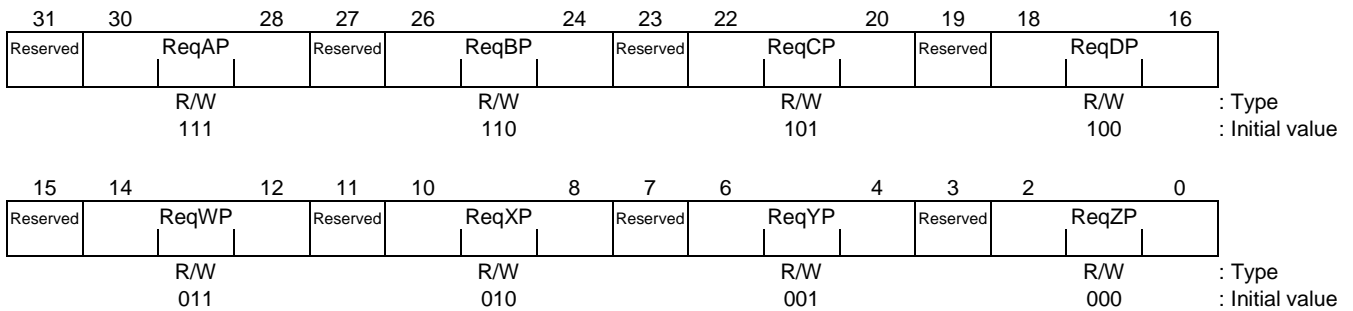 31 30 28 27 26 24 23 22 20 19 18 16
Reserved ReqAP Reserved ReqBP Reserved ReqCP Reserved ReqDP
R/W R/W R/W R/W : Type
111 110 101 100 : Initial value
15 14 12 11 10 8 7 6 4 3 2 0
Reserved ReqWP Reserved ReqXP Reserved ReqYP Reserved ReqZP
R/W R/W R/W R/W : Type
011 010 001 000 : Initial value